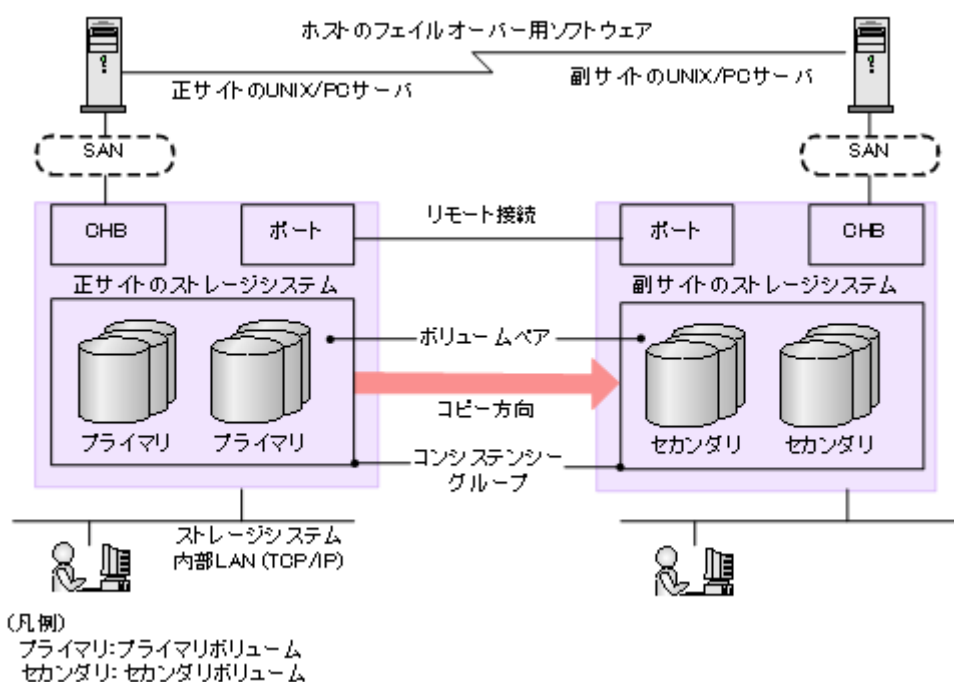 ホストのフェイルオーバー用ソフトウェア
正サイトのUNIX/PCサーバ
副サイトのUNIX/PCサーバ
SAN
SAN
CHB
ポート
リモート接続
ポート
CHB
正サイトのストレージシステム
副サイトのストレージシステム
ボリュームペア
コピー方向
プライマリ
プライマリ
セカンダリ
セカンダリ
コンシステンシー
グループ
ストレージシステム
内部LAN(TCP/IP)
(凡例)
プライマリ:プライマリボリューム
セカンダリ:セカンダリボリューム